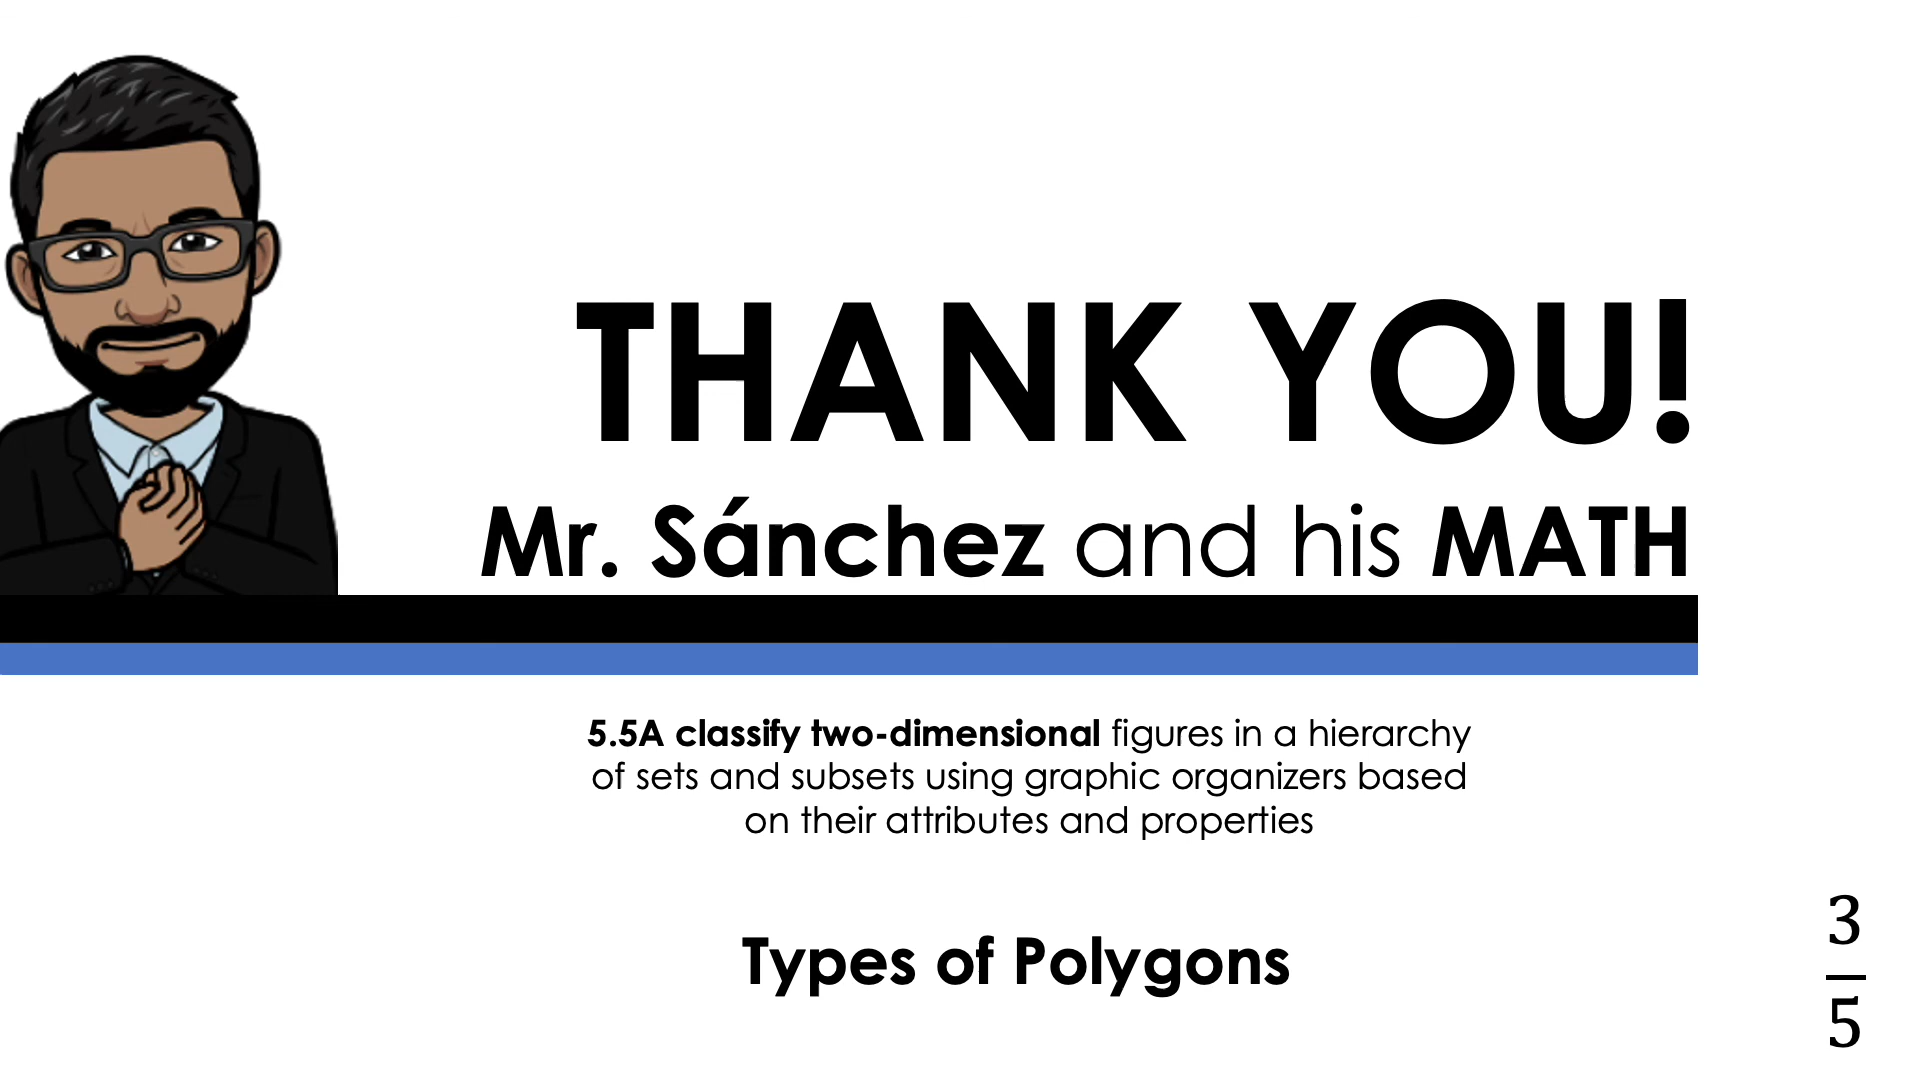 THANK YOU!
Mr. Sánchez and his MATH
5.5A classify two-dimensional figures in a hierarchy
of sets and subsets using graphic organizers based
on their attributes and properties
Types of Polygons
3
5